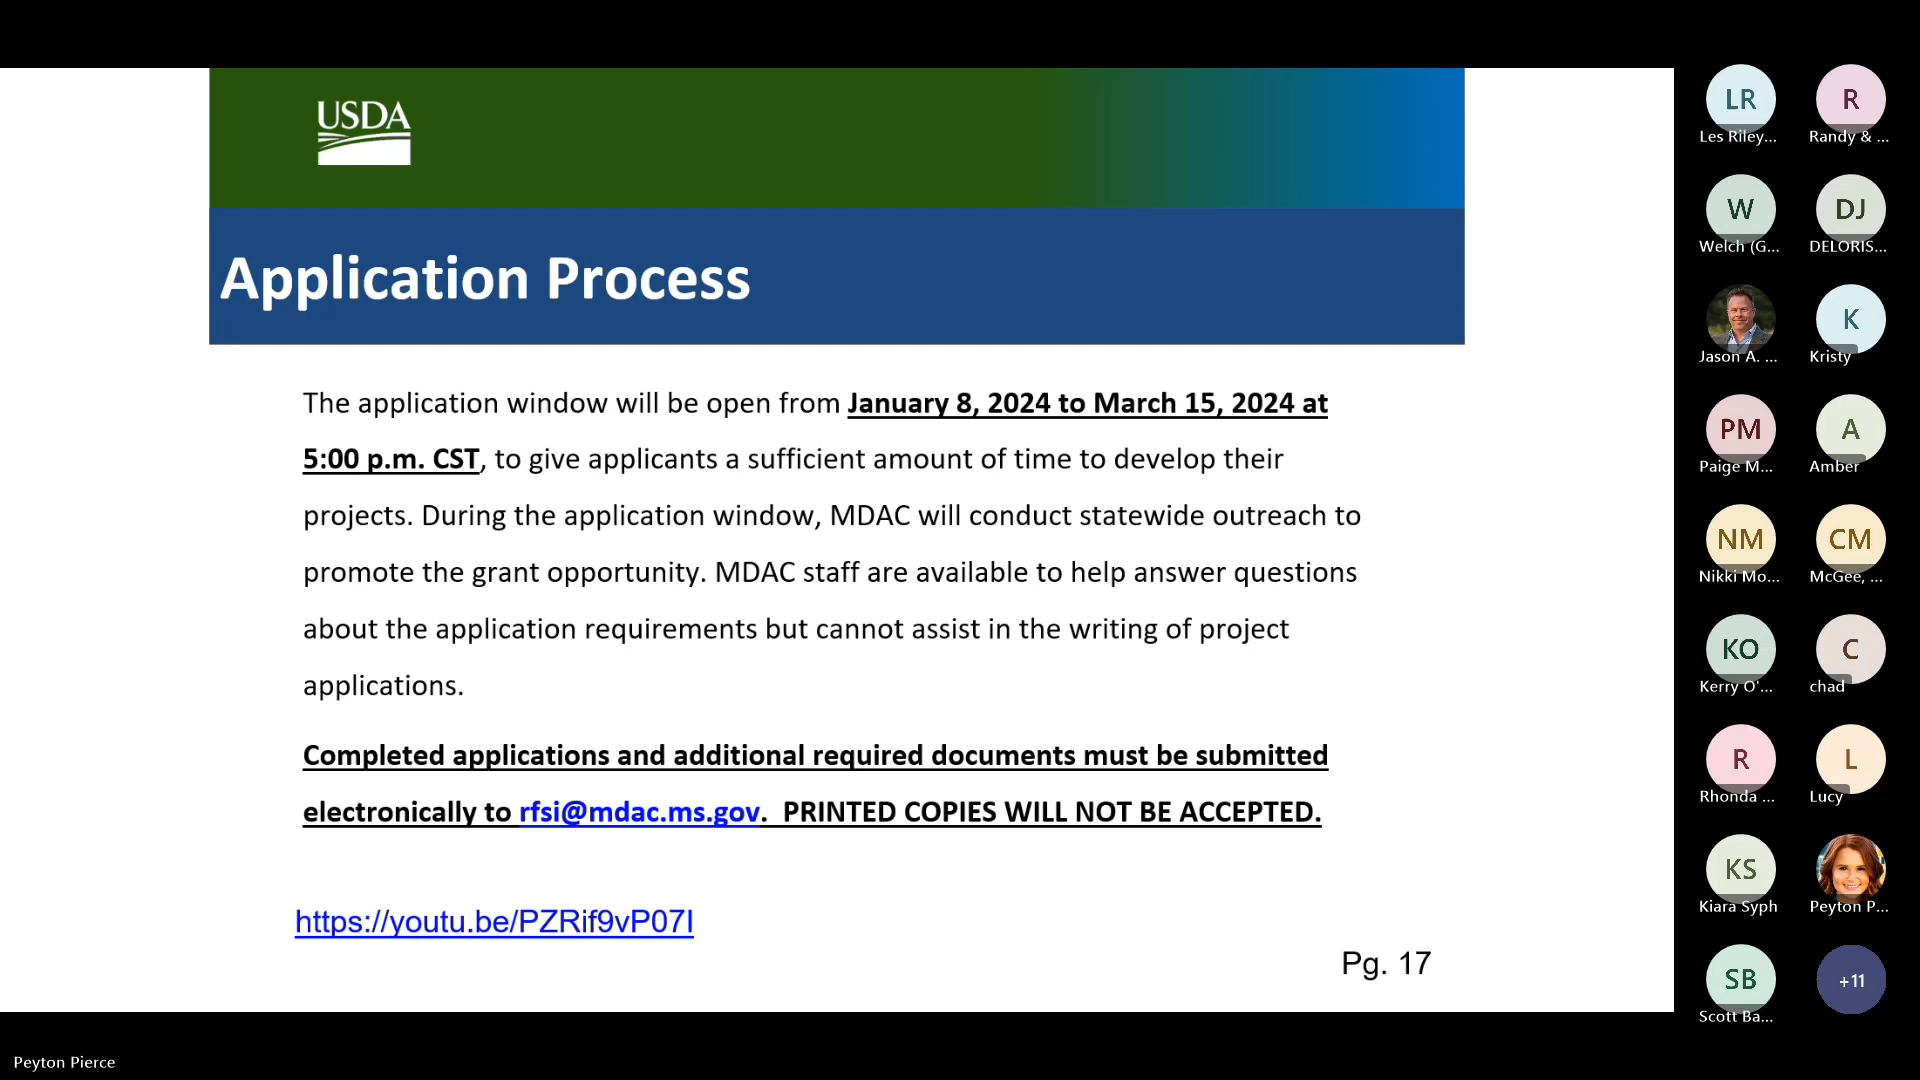 USDA
Application Process
The application window will be open from January 8, 2024 to March 15, 2024 at
5:00 p.m. CST, to give applicants a sufficient amount of time to develop their
projects. During the application window, MDAC will conduct statewide outreach to
promote the grant opportunity. MDAC staff are available to help answer questions
about the application requirements but cannot assist in the writing of project
applications.
Completed applications and additional required documents must be submitted
electronically to rfsi@mdac.ms.gov.  PRINTED COPIES WILL NOT BE ACCEPTED.
https://youtu.be/PZRif9vP07I
Pg. 17
LR
Les Riley...
R
Randy & ...
W
Welch (G...
DJ
DELORIS...
Jason A. ...
K
Kristy
PM
Paige M...
A
Amber
NM
Nikki Mo...
CM
McGee, ...
KO
Kerry O'...
C
chad
R
Rhonda ...
L
Lucy
KS
Kiara Syph
Peyton P...
SB
Scott Ba...
+11
Peyton Pierce